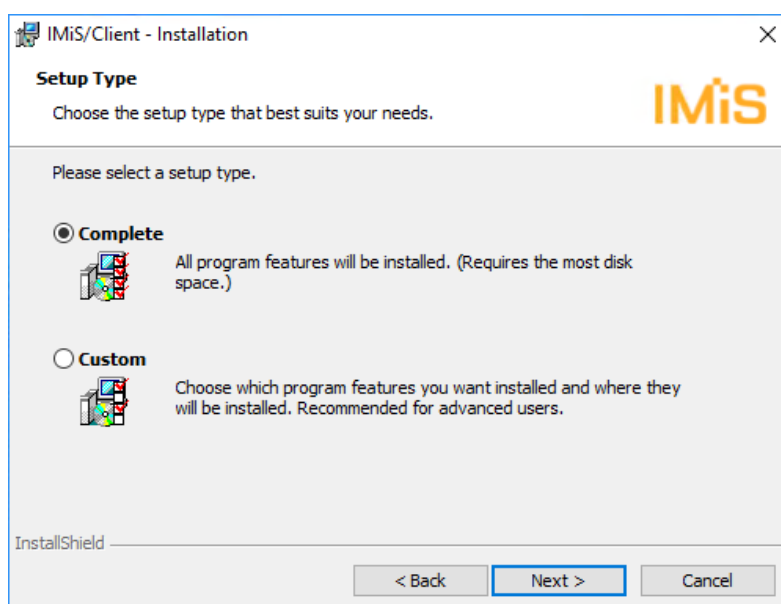 IMiS/Client - Installation
Setup Type
Choose the setup type that best suits your needs.
IMiS
Please select a setup type.
Complete
All program features will be installed. (Requires the most disk
space.)
Custom
Choose which program features you want installed and where they
will be installed. Recommended for advanced users.
InstallShield
< Back
Next >
Cancel